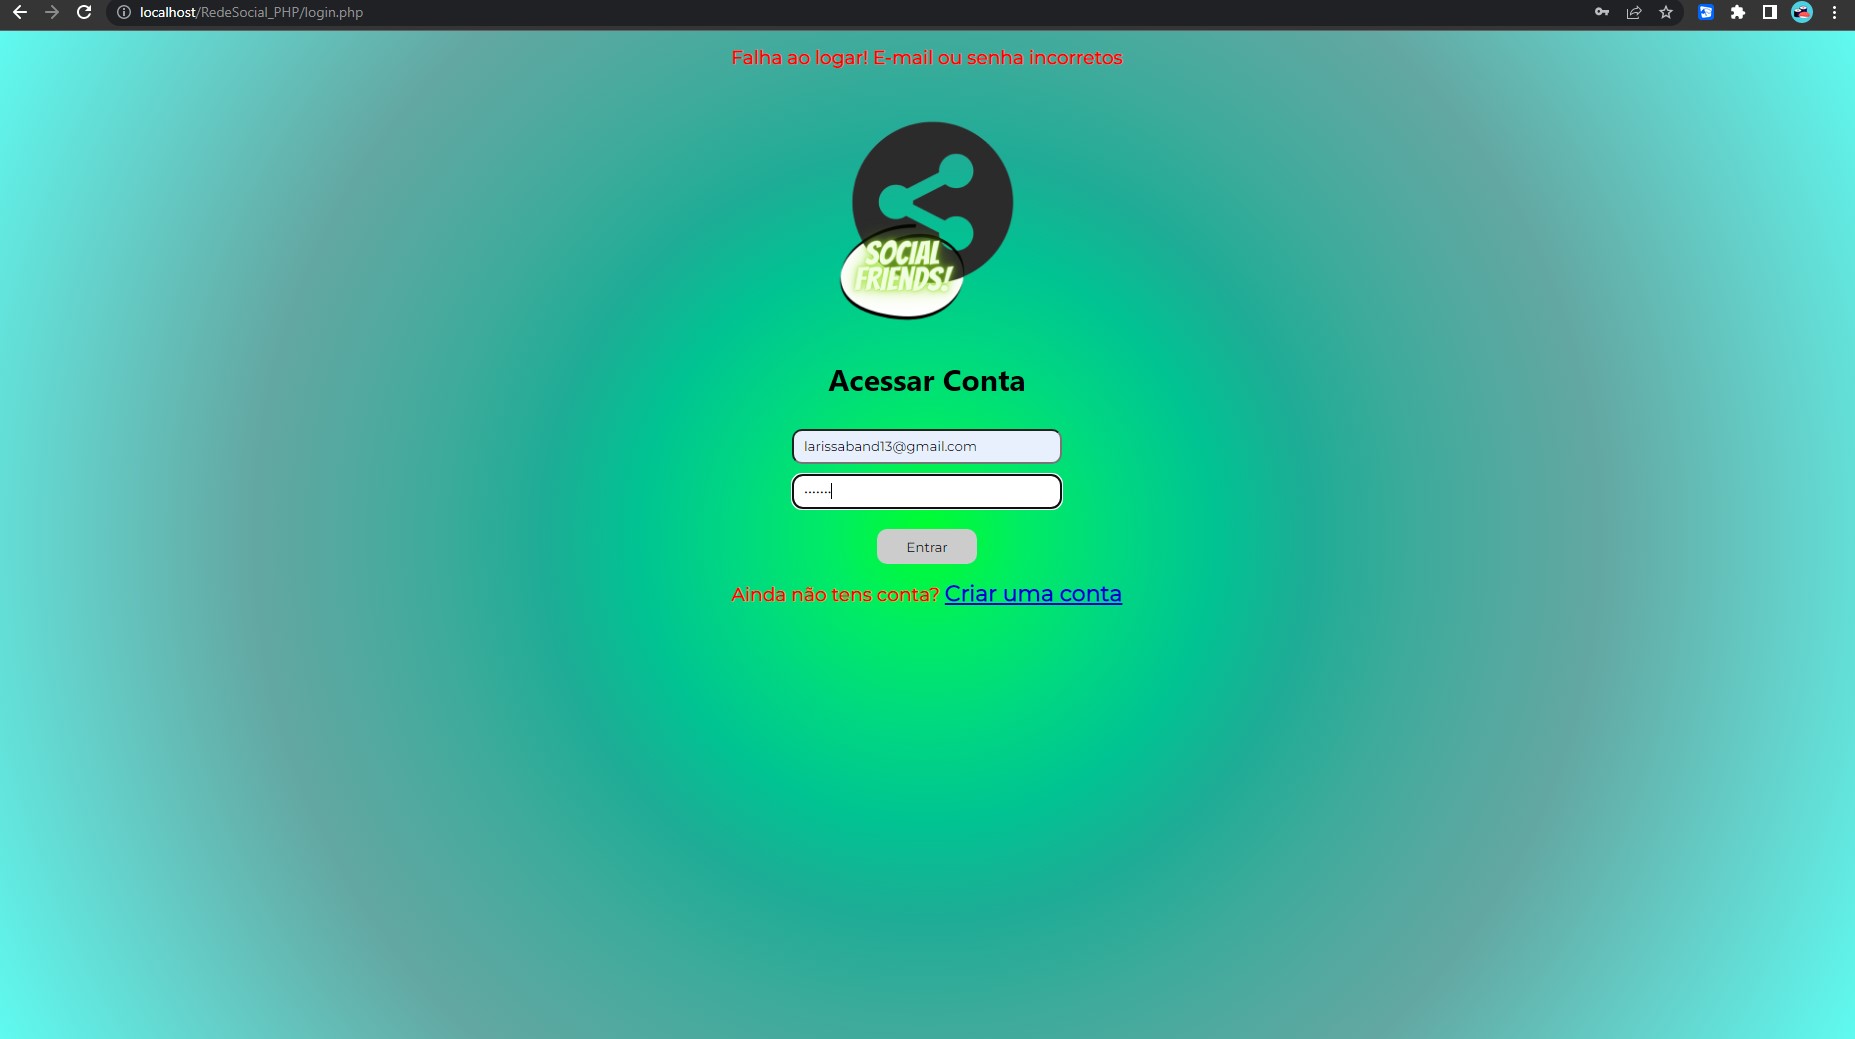 localhost/RedeSocial_PHP/login.php
Falha ao logar! E-mail ou senha incorretos
SOCIAL
FRIENDS!
Acessar Conta
larissaband13@gmail.com
·······
Entrar
Ainda não tens conta? Criar uma conta